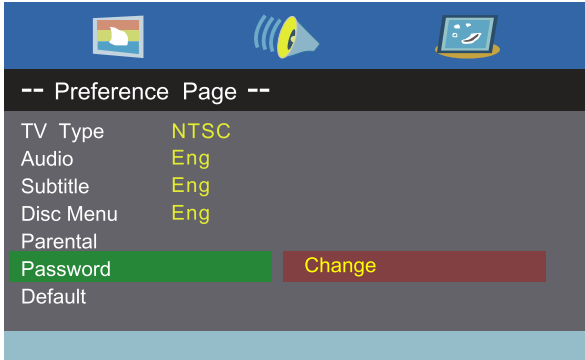 -- Preference Page --
TV Type NTSC
Audio Eng
Subtitle Eng
Disc Menu Eng
Parental
Password Change
Default